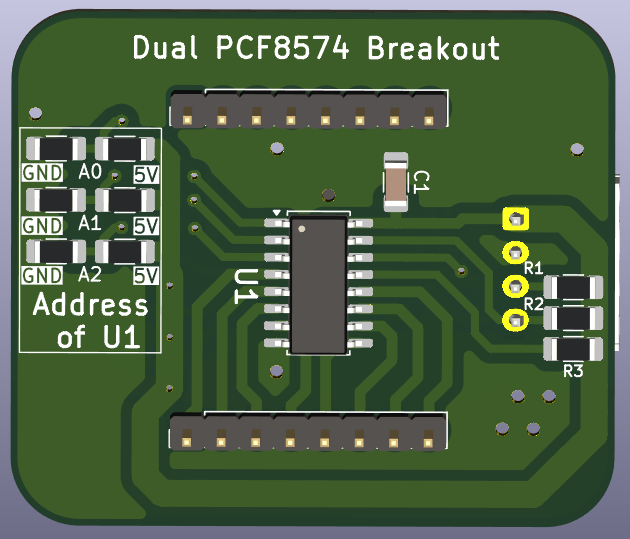 Dual PCF8574 Breakout
C1
GND A0 5V
GND A1 5V
GND A2 5V
Address
of U1
U1
R1
R2
R3